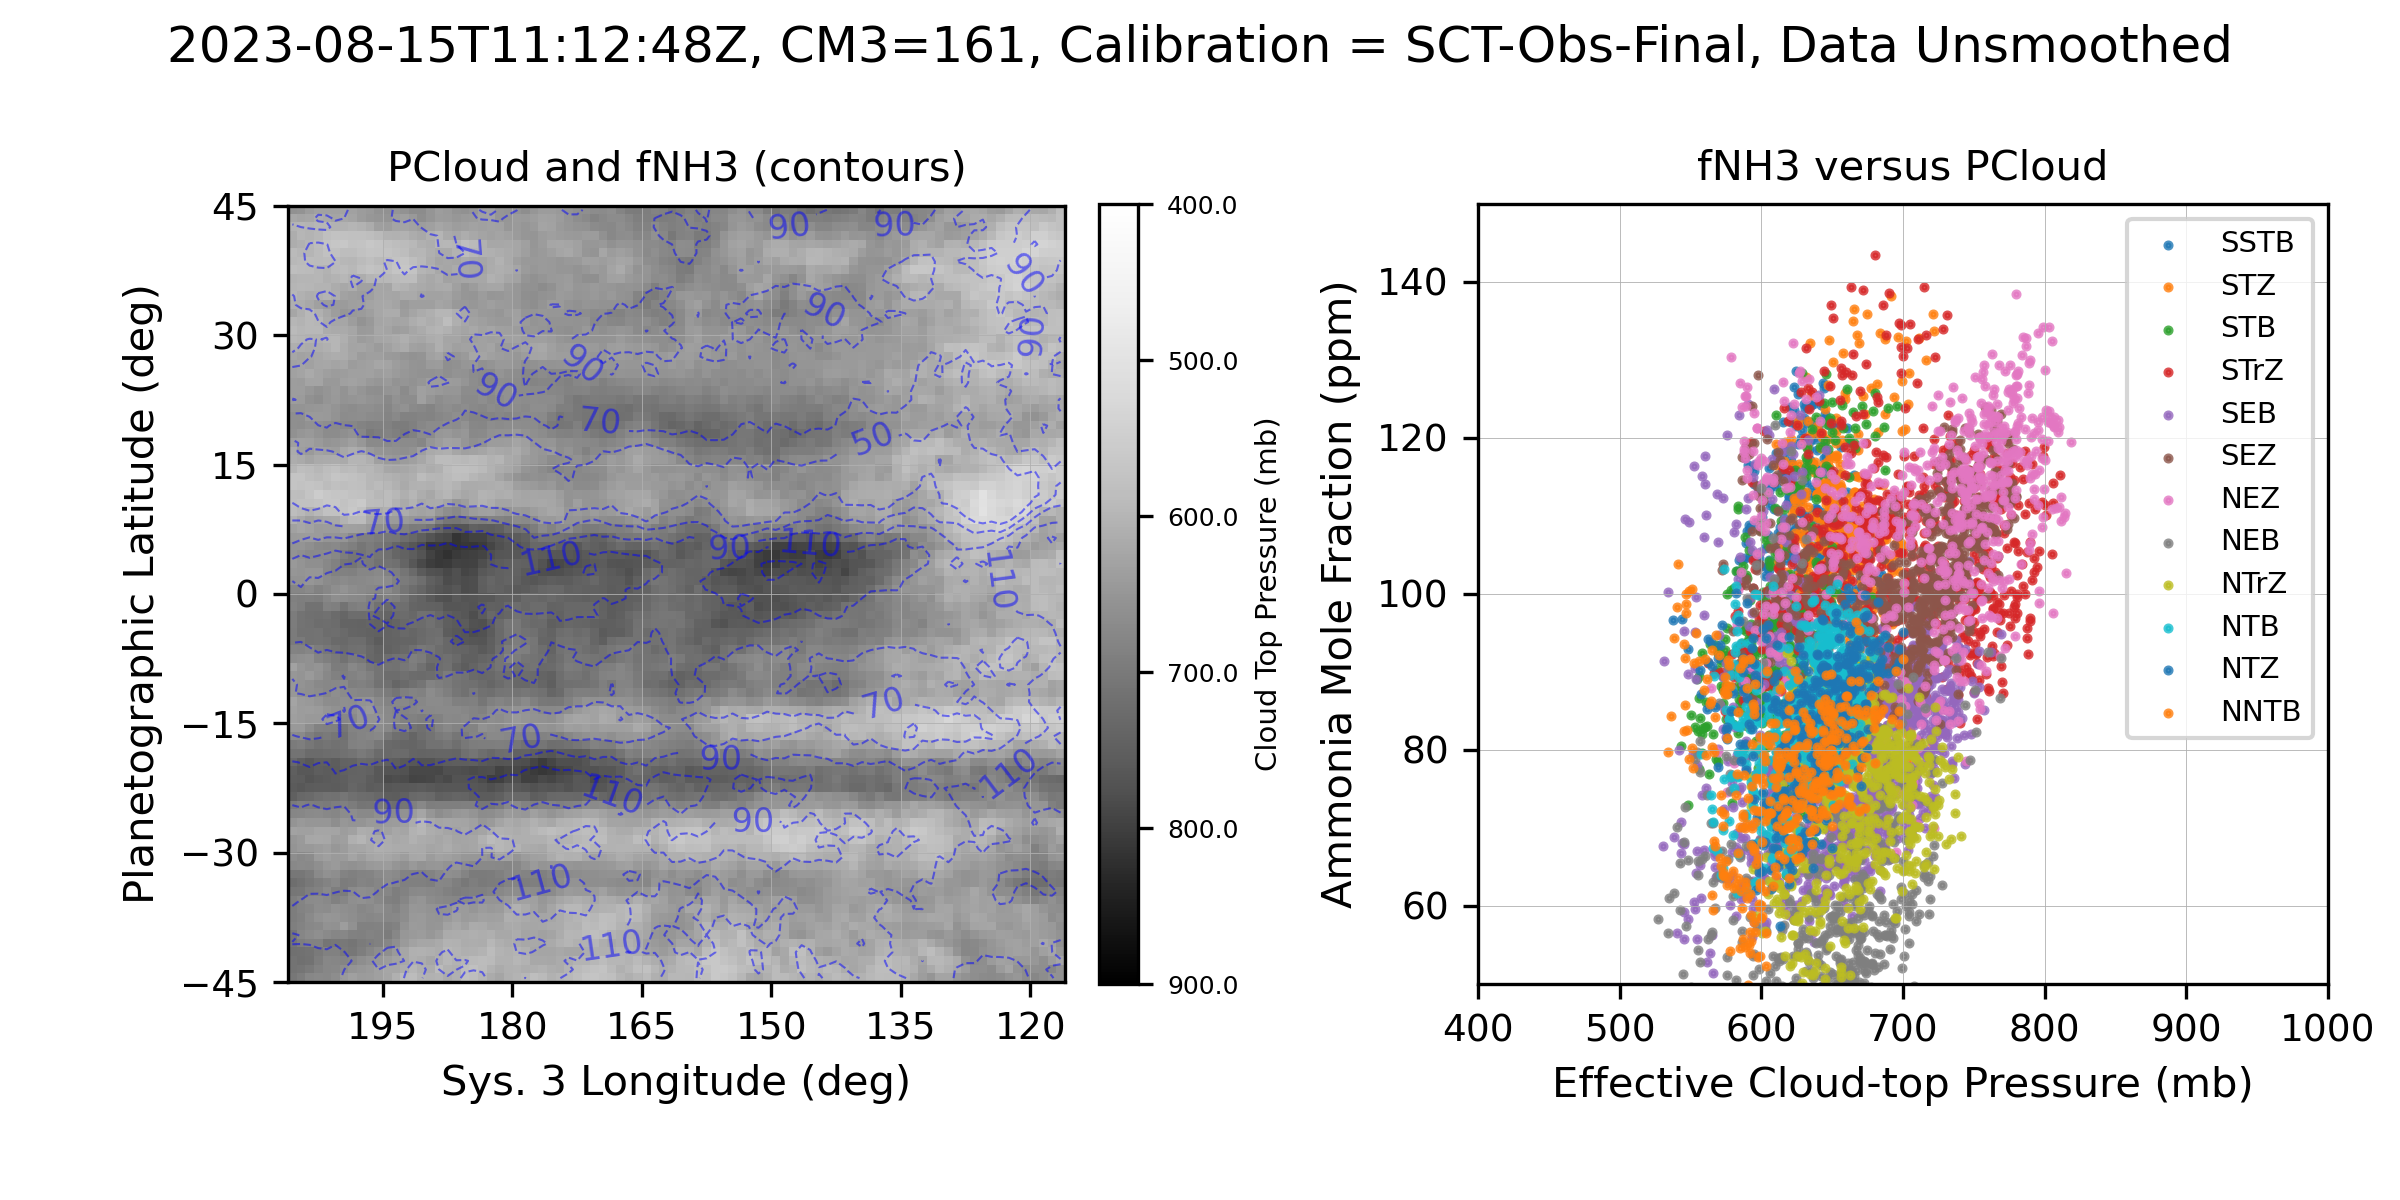 2023-08-15T11:12:48Z, CM3=161, Calibration = SCT-Obs-Final, Data Unsmoothed
PCloud and fNH3 (contours)
Planetographic Latitude (deg)
45
30
15
0
−15
−30
−45
90
90
70
90
90
90
90
90
70
50
70
110
90
110
110
70
70
70
90
110
110
90
90
110
110
195
180
165
150
135
120
Sys. 3 Longitude (deg)
400.0
500.0
600.0
700.0
800.0
900.0
Cloud Top Pressure (mb)
fNH3 versus PCloud
Ammonia Mole Fraction (ppm)
140
120
100
80
60
SSTB
STZ
STB
STrZ
SEB
SEZ
NEZ
NEB
NTrZ
NTB
NTZ
NNTB
400
500
600
700
800
900
1000
Effective Cloud-top Pressure (mb)